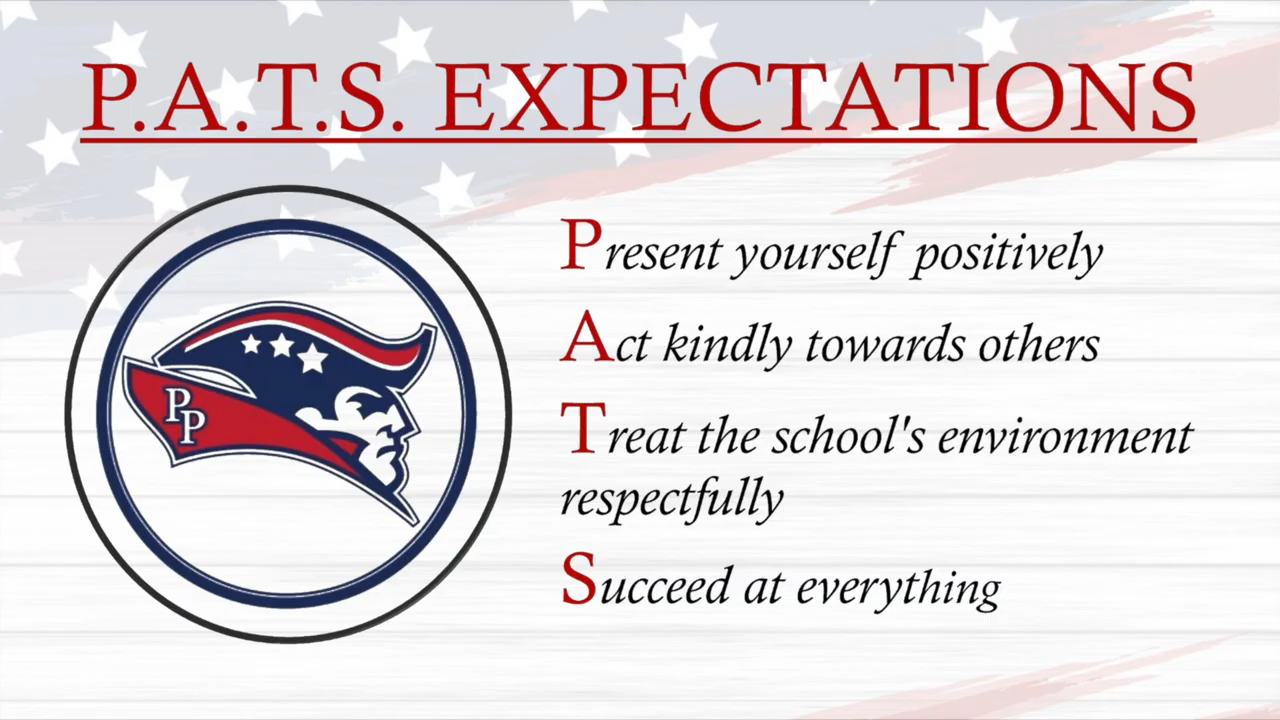 P.A.T.S. EXPECTATIONS
PP
Present yourself positively
Act kindly towards others
Treat the school's environment
respectfully
Succeed at everything